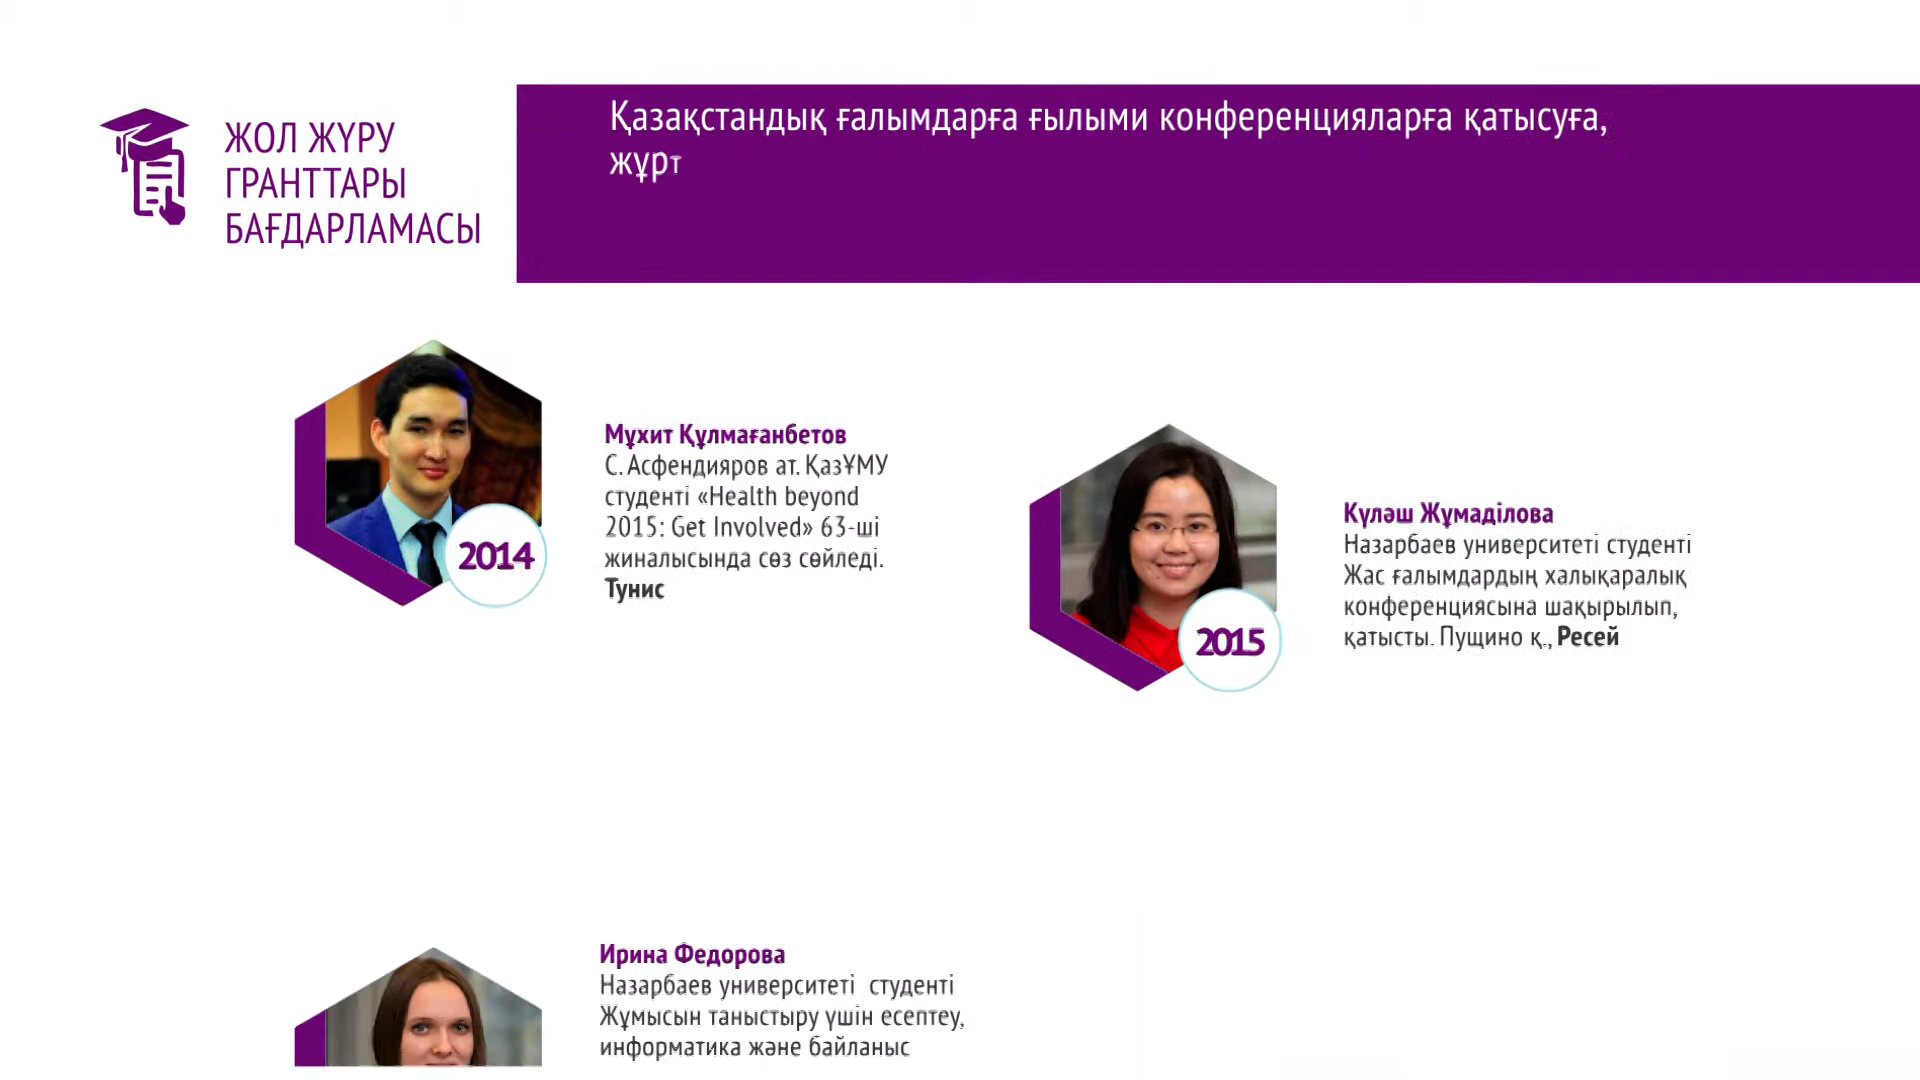 ЖОЛ ЖҮРУ
ГРАНТТАРЫ
БАҒДАРЛАМАСЫ
Қазақстандық ғалымдарға ғылыми конференцияларға қатысуға,
жұрт
2014
Мұхит Құлмағанбетов
С. Асфендияров ат. ҚазҰМУ
студенті «Health beyond
2015: Get Involved» 63-ші
жиналысында сөз сөйледі.
Тунис
2015
Күләш Жұмаділова
Назарбаев университеті студенті
Жас ғалымдардың халықаралық
конференциясына шақырылып,
қатысты. Пущино қ., Ресей
Ирина Федорова
Назарбаев университеті студенті
Жұмысын таныстыру үшін есептеу,
информатика және байланыс